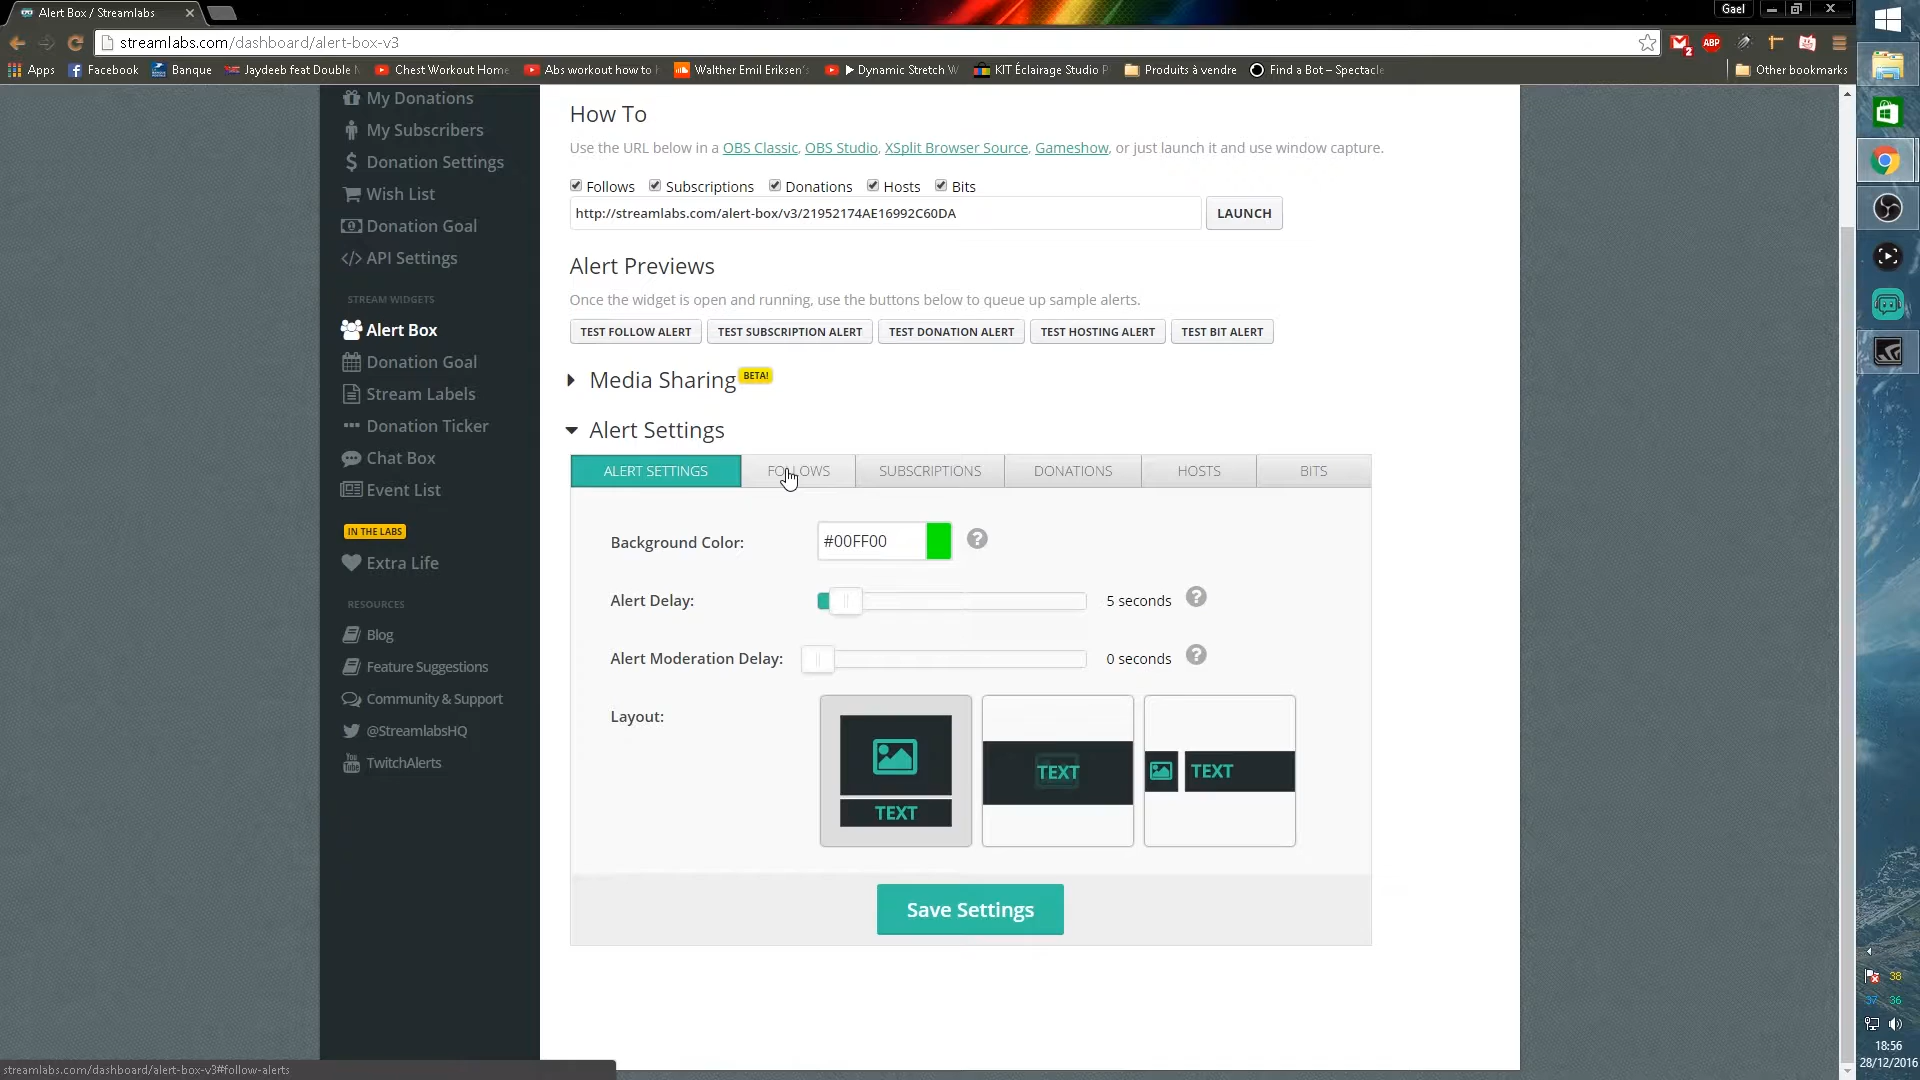 Alert Box / Streamlabs
Gael
streamlabs.com/dashboard/alert-box-v3
2
ABP
Apps
Facebook
Banque
Jaydeeb feat Double
Chest Workout Home
Abs workout how to
Walther Emil Eriksen'
Dynamic Stretch W
KIT Éclairage Studio P
Produits à vendre
Find a Bot – Spectacle
Other bookmarks
My Donations
My Subscribers
Donation Settings
Wish List
Donation Goal
API Settings
STREAM WIDGETS
Alert Box
Donation Goal
Stream Labels
Donation Ticker
Chat Box
Event List
IN THE LABS
Extra Life
RESOURCES
Blog
Feature Suggestions
Community & Support
@StreamlabsHQ
TwitchAlerts
How To
Use the URL below in a OBS Classic, OBS Studio, XSplit Browser Source, Gameshow, or just launch it and use window capture.
Follows Subscriptions Donations Hosts Bits
http://streamlabs.com/alert-box/v3/21952174AE16992C60DA
LAUNCH
Alert Previews
Once the widget is open and running, use the buttons below to queue up sample alerts.
TEST FOLLOW ALERT TEST SUBSCRIPTION ALERT TEST DONATION ALERT TEST HOSTING ALERT TEST BIT ALERT
Media Sharing BETA!
Alert Settings
ALERT SETTINGS FOLLOWS SUBSCRIPTIONS DONATIONS HOSTS BITS
Background Color: #00FF00 ?
Alert Delay: 5 seconds ?
Alert Moderation Delay: 0 seconds ?
Layout:
TEXT
TEXT
TEXT
Save Settings
streamlabs.com/dashboard/alert-box-v3#follow-alerts
38
37 36
18:56
28/12/2016